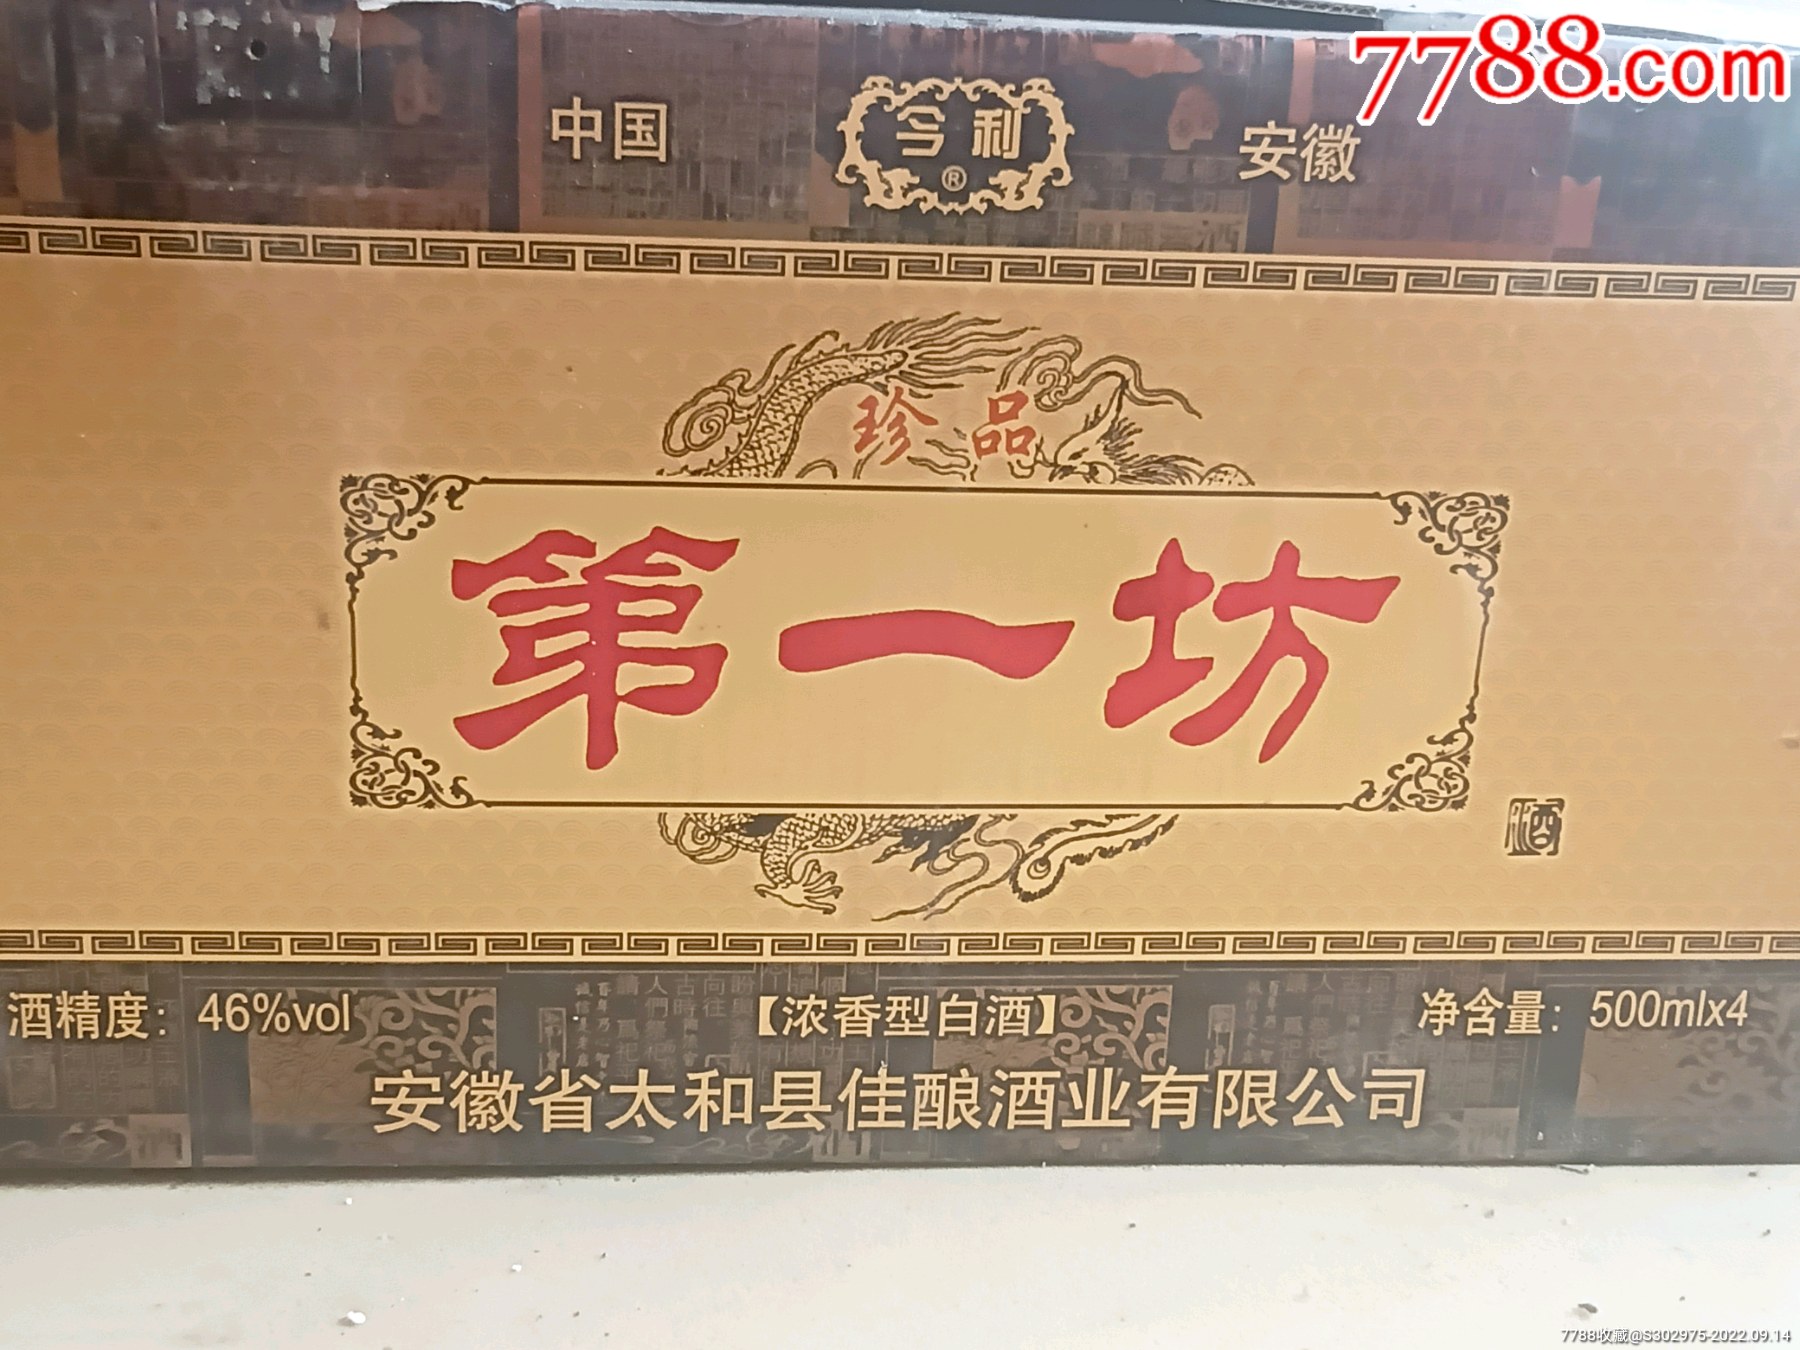 7788.com
中国 今利 ® 安徽
珍品
第一坊
酒
酒精度：46%vol 【浓香型白酒】 净含量：500mlx4
安徽省太和县佳酿酒业有限公司
7788收藏@S302975-2022.09.14